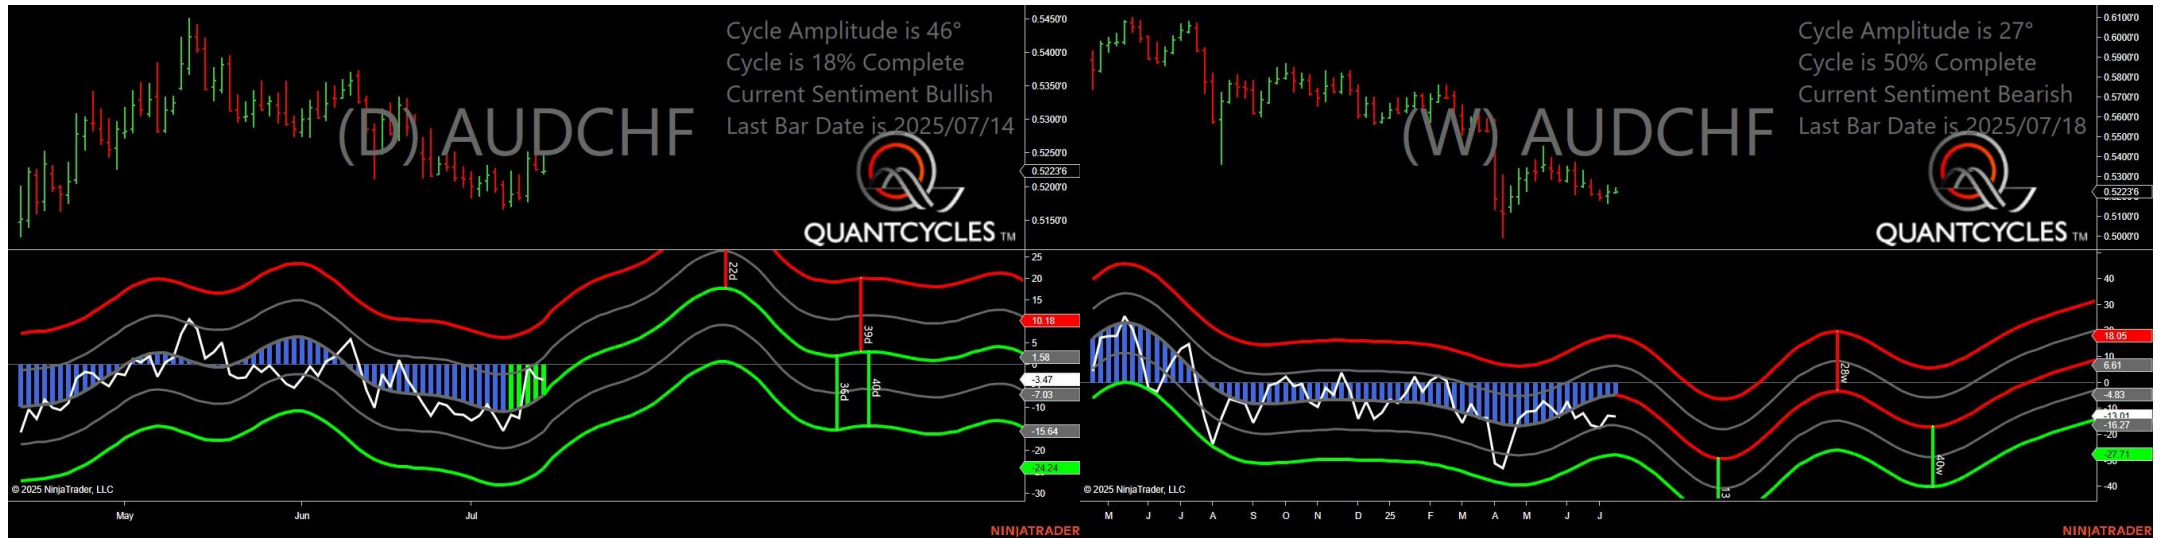 Cycle Amplitude is 46°
Cycle is 18% Complete
Current Sentiment Bullish
Last Bar Date is 2025/07/14
(D) AUDCHF
QUANTCYCLES TM
0.5450'0
0.5400'0
0.5350'0
0.5300'0
0.5250'0
0.5223'6
0.5200'0
0.5150'0
22d
39d
36d
40d
25
20
15
10.18
5
1.58
0
-3.47
-7.03
-10
-15.64
-20
-24.24
-30
© 2025 NinjaTrader, LLC
May Jun Jul
NINJATRADER
Cycle Amplitude is 27°
Cycle is 50% Complete
Current Sentiment Bearish
Last Bar Date is 2025/07/18
(W) AUDCHF
QUANTCYCLES TM
0.6100'0
0.6000'0
0.5900'0
0.5800'0
0.5700'0
0.5600'0
0.5500'0
0.5400'0
0.5300'0
0.5223'6
0.5100'0
0.5000'0
28w
40w
13
40
30
18.05
10
6.61
0
-4.83
-13.01
-16.27
-20
-27.71
-40
© 2025 NinjaTrader, LLC
M J J A S O N D 25 F M A M J J
NINJATRADER